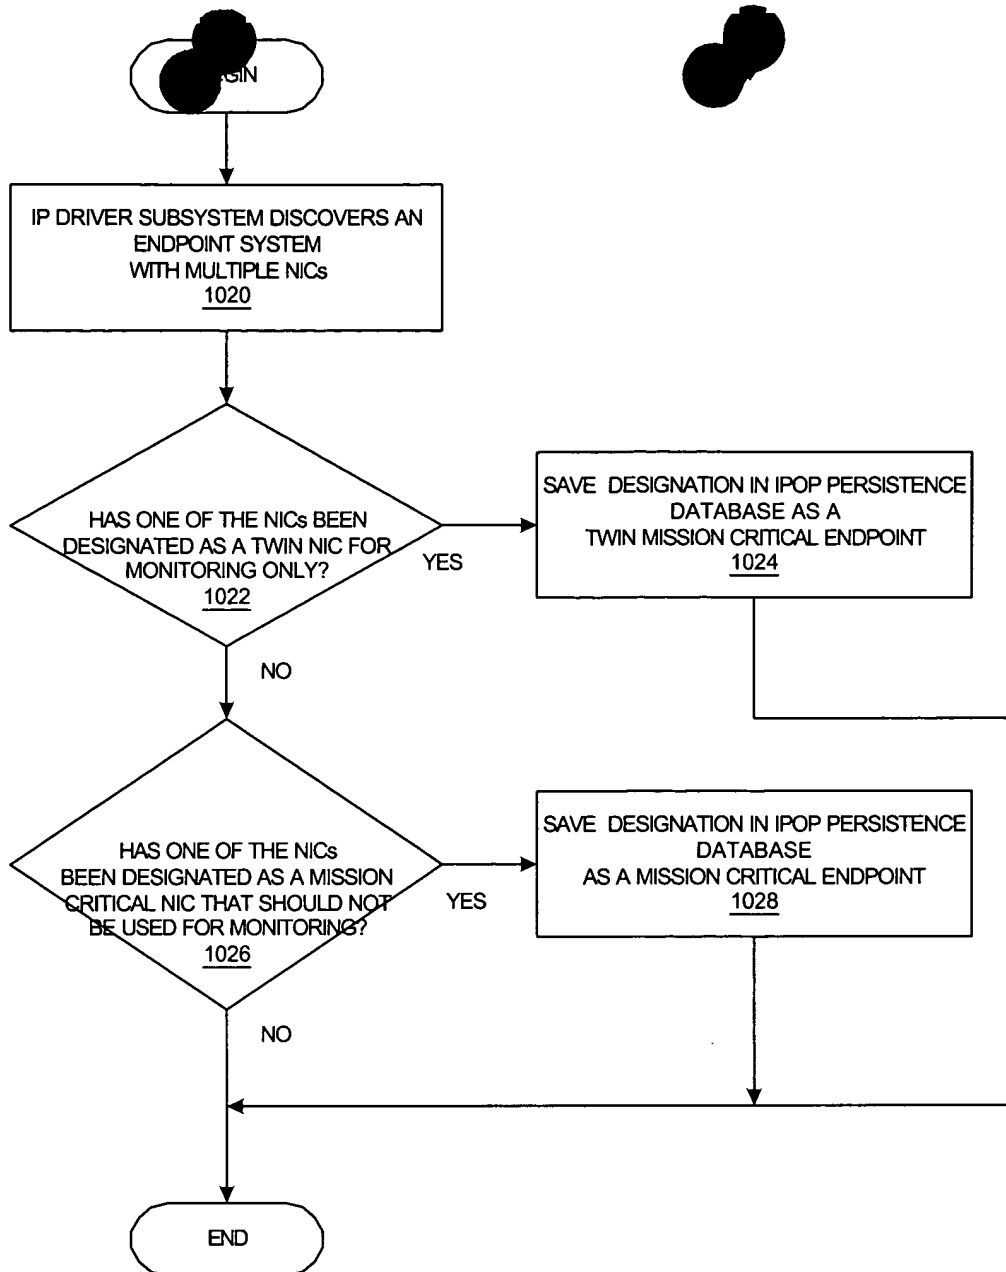 IP DRIVER SUBSYSTEM DISCOVERS AN
ENDPOINT SYSTEM
WITH MULTIPLE NICs
1020
HAS ONE OF THE NICs BEEN
DESIGNATED AS A TWIN NIC FOR
MONITORING ONLY?
1022
YES
SAVE DESIGNATION IN IPOP PERSISTENCE
DATABASE AS A
TWIN MISSION CRITICAL ENDPOINT
1024
NO
HAS ONE OF THE NICs
BEEN DESIGNATED AS A MISSION
CRITICAL NIC THAT SHOULD NOT
BE USED FOR MONITORING?
1026
YES
SAVE DESIGNATION IN IPOP PERSISTENCE
DATABASE
AS A MISSION CRITICAL ENDPOINT
1028
NO
END